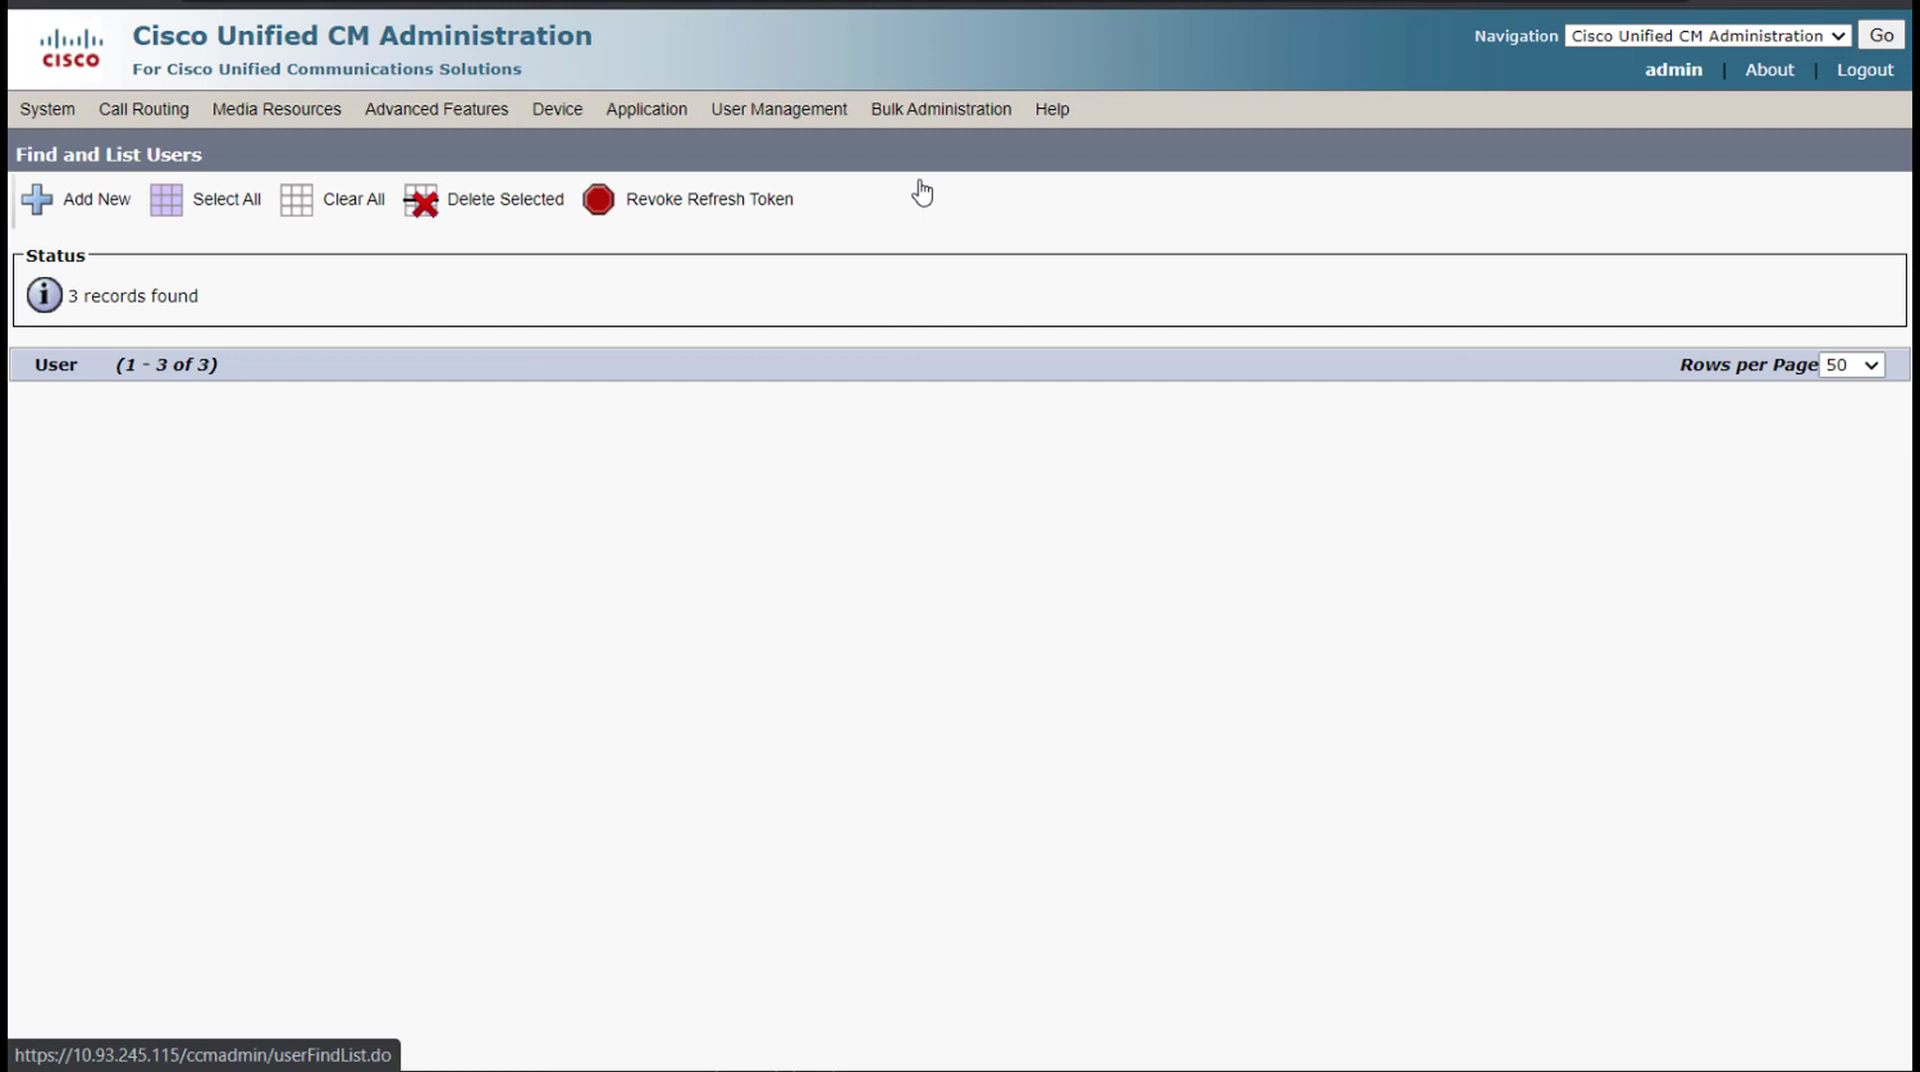 CISCO
Cisco Unified CM Administration
For Cisco Unified Communications Solutions
Navigation Cisco Unified CM Administration Go
admin | About | Logout
System Call Routing Media Resources Advanced Features Device Application User Management Bulk Administration Help
Find and List Users
Add New Select All Clear All Delete Selected Revoke Refresh Token
Status
i 3 records found
User (1 - 3 of 3) Rows per Page 50
https://10.93.245.115/ccmadmin/userFindList.do